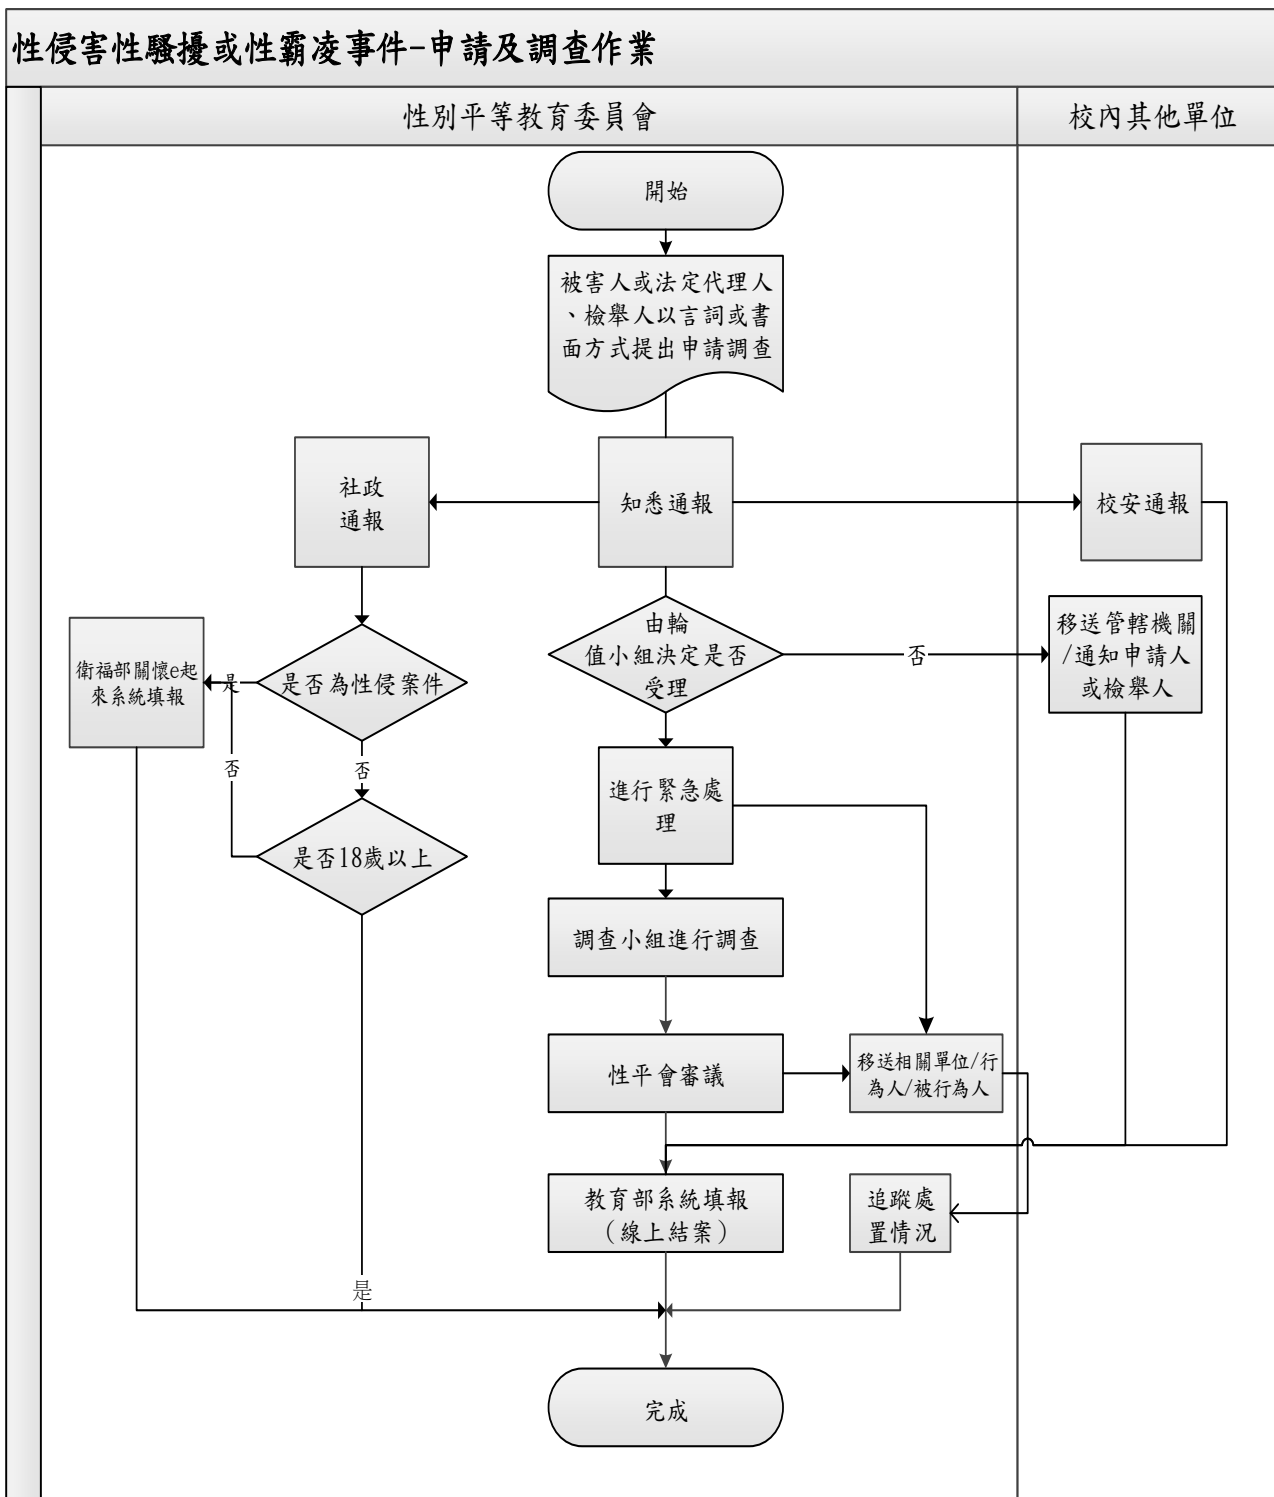 性侵害性騷擾或性霸凌事件-申請及調查作業
性別平等教育委員會
校內其他單位
開始
被害人或法定代理人
、檢舉人以言詞或書
面方式提出申請調查
社政
通報
知悉通報
校安通報
由輪
值小組決定是否
受理
否
移送管轄機關
/通知申請人
或檢舉人
衛福部關懷e起
來系統填報
是
是否為性侵案件
否
否
進行緊急處
理
是否18歲以上
調查小組進行調查
性平會審議
移送相關單位/行
為人/被行為人
教育部系統填報
（線上結案）
追蹤處
置情況
是
完成